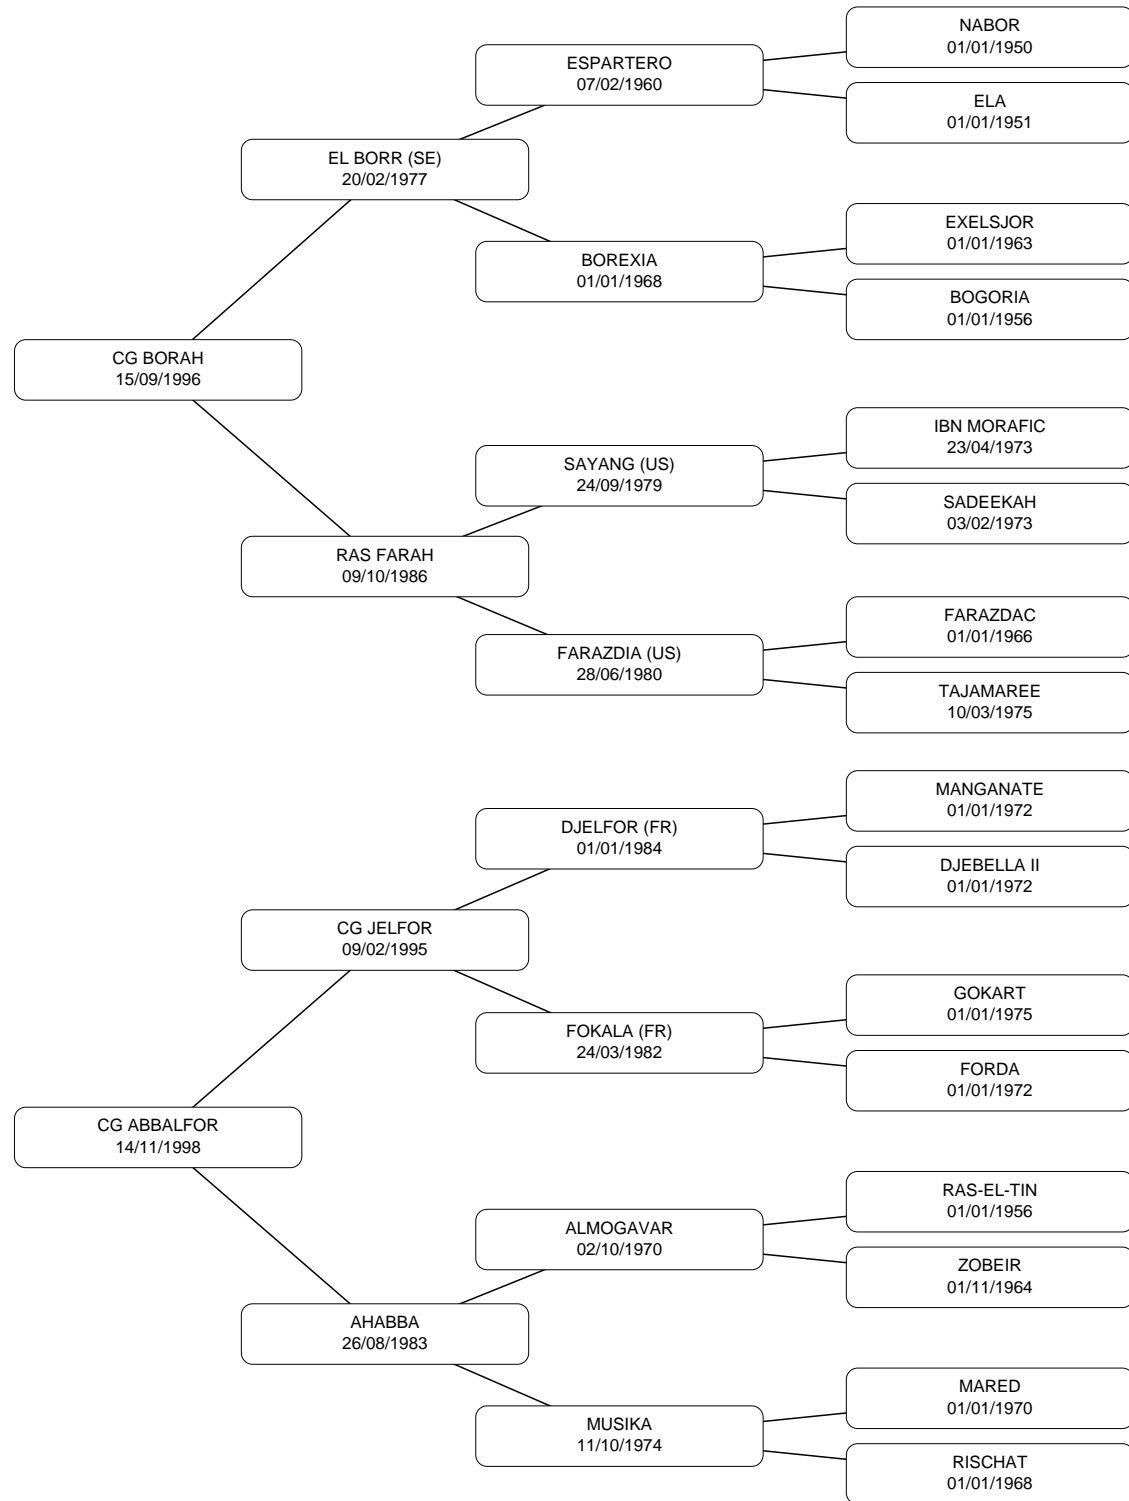 NABOR
01/01/1950
ESPARTERO
07/02/1960
ELA
01/01/1951
EL BORR (SE)
20/02/1977
EXELSJOR
01/01/1963
BOREXIA
01/01/1968
BOGORIA
01/01/1956
CG BORAH
15/09/1996
IBN MORAFIC
23/04/1973
SAYANG (US)
24/09/1979
SADEEKAH
03/02/1973
RAS FARAH
09/10/1986
FARAZDAC
01/01/1966
FARAZDIA (US)
28/06/1980
TAJAMAREE
10/03/1975
MANGANATE
01/01/1972
DJELFOR (FR)
01/01/1984
DJEBELLA II
01/01/1972
CG JELFOR
09/02/1995
GOKART
01/01/1975
FOKALA (FR)
24/03/1982
FORDA
01/01/1972
CG ABBALFOR
14/11/1998
RAS-EL-TIN
01/01/1956
ALMOGAVAR
02/10/1970
ZOBEIR
01/11/1964
AHABBA
26/08/1983
MARED
01/01/1970
MUSIKA
11/10/1974
RISCHAT
01/01/1968